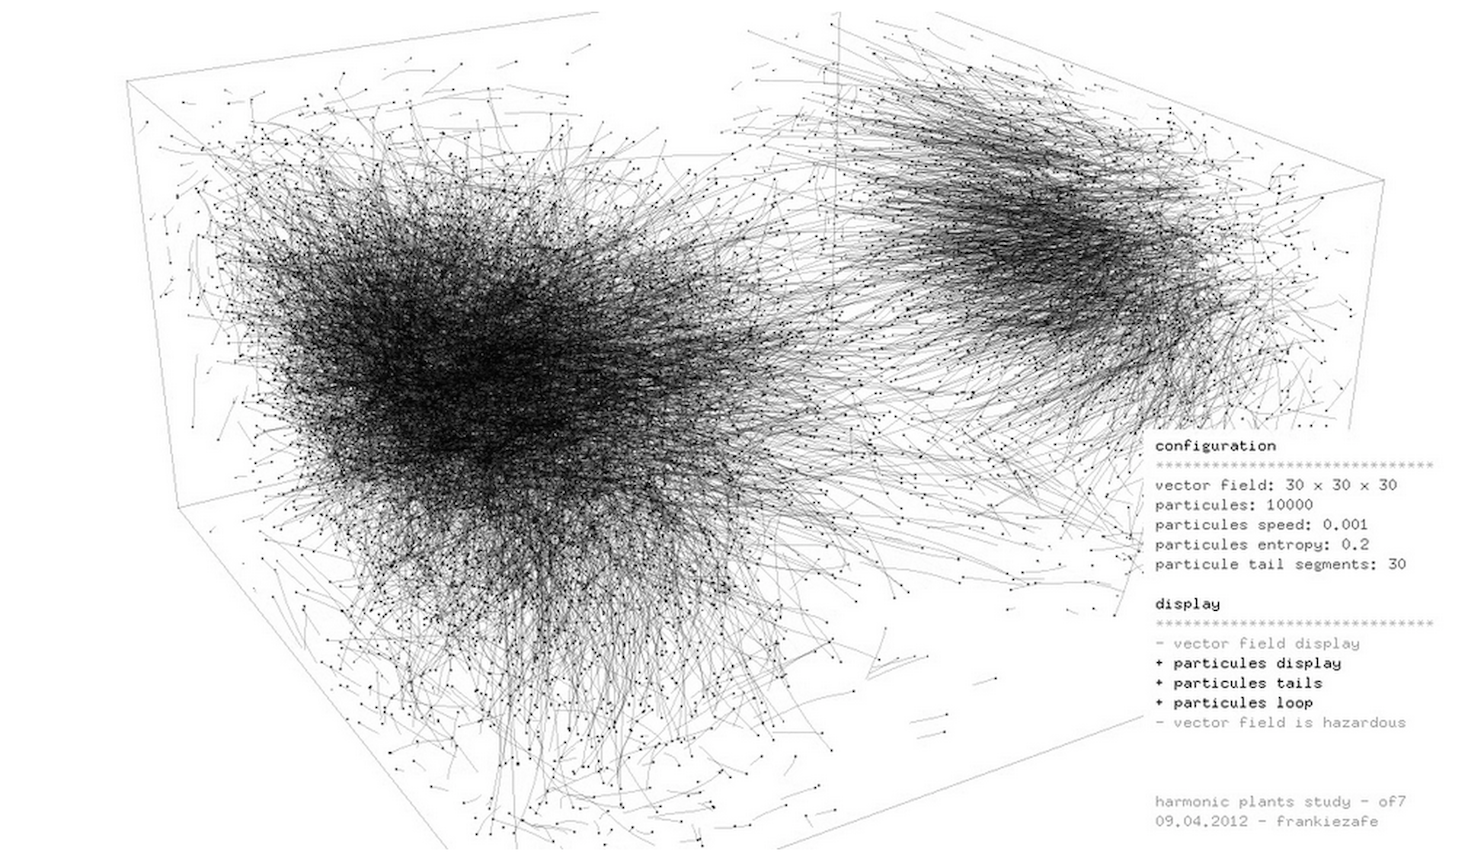 configuration
******************************
vector field: 30 x 30 x 30
particules: 10000
particules speed: 0.001
particules entropy: 0.2
particule tail segments: 30
display
******************************
- vector field display
+ particules display
+ particules tails
+ particules loop
- vector field is hazardous
harmonic plants study - of7
09.04.2012 - frankiezafe